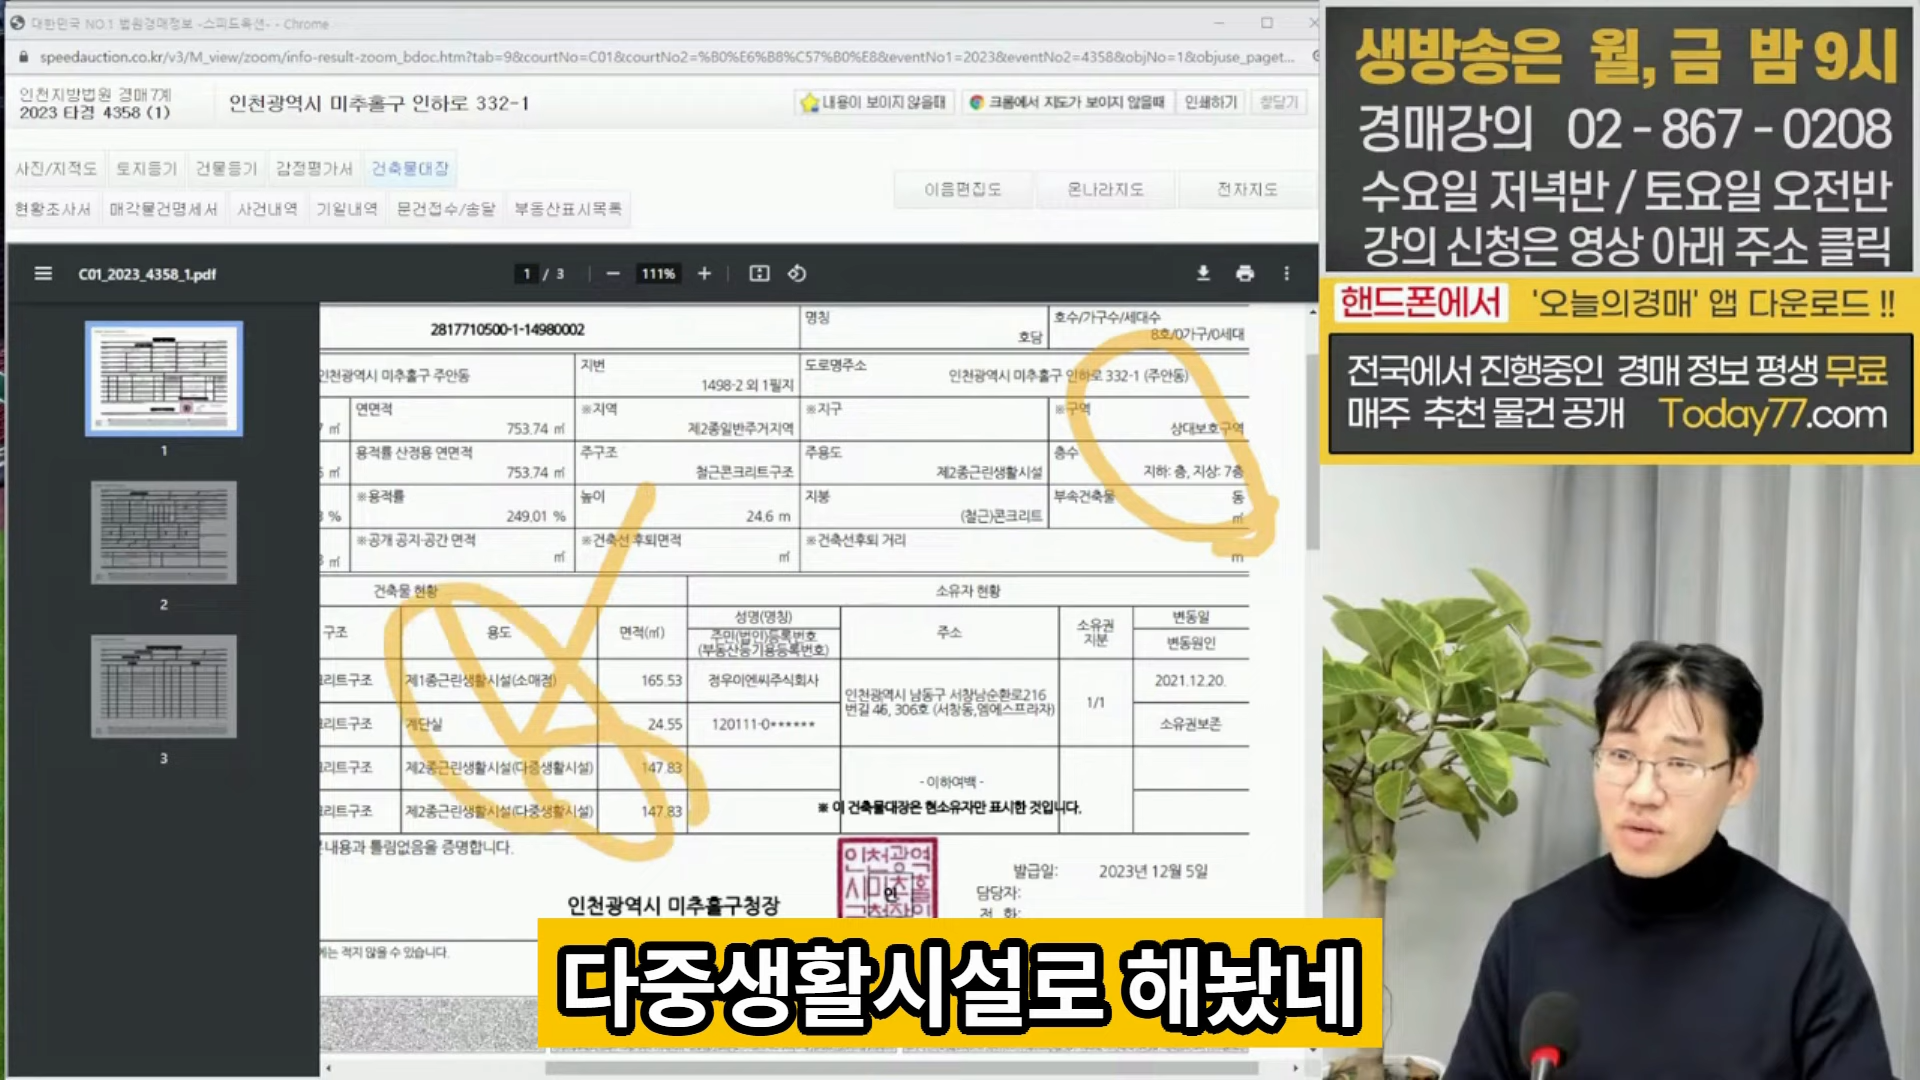 대한민국 NO.1 법원경매정보 -스피드옥션- - Chrome
speedauction.co.kr/v3/M_view/zoom/info-result-zoom_bdoc.htm?tab=9&courtNo=C01&courtNo2=%B0%E6%B8%C57%B0%E8&eventNo1=2023&eventNo2=4358&objNo=1&objuse_paget...
인천지방법원 경매7계
2023 타경 4358 (1)
인천광역시 미추홀구 인하로 332-1
내용이 보이지 않을때
크롬에서 지도가 보이지 않을때
인쇄하기
창닫기
사진/지적도 토지등기 건물등기 감정평가서 건축물대장
현황조사서 매각물건명세서 사건내역 기일내역 문건접수/송달 부동산표시목록
이음편집도 온나라지도 전자지도
C01_2023_4358_1.pdf
1 / 3
111%
1
2
3
2817710500-1-14980002
명칭
호담
호수/가구수/세대수
8호/0가구/0세대
인천광역시 미추홀구 주안동
지번
1498-2 외 1필지
도로명주소
인천광역시 미추홀구 인하로 332-1 (주안동)
㎡
연면적
753.74 ㎡
※지역
제2종일반주거지역
※지구
※구역
상대보호구역
㎡
용적률 산정용 연면적
753.74 ㎡
주구조
철근콘크리트구조
주용도
제2종근린생활시설
층수
지하: 층, 지상: 7층
%
※용적률
249.01 %
높이
24.6 m
지붕
(철근)콘크리트
부속건축물
동
㎡
㎡
※공개 공지·공간 면적
㎡
※건축선 후퇴면적
㎡
※건축선후퇴 거리
m
건축물 현황
소유자 현황
구조
용도
면적(㎡)
성명(명칭)
주민(법인)등록번호
(부동산등기용등록번호)
주소
소유권
지분
변동일
변동원인
크리트구조 제1종근린생활시설(소매점) 165.53
정우이엔씨주식회사
인천광역시 남동구 서창남순환로216
번길 46, 306호 (서창동,엠에스프라자)
1/1
2021.12.20.
크리트구조 계단실 24.55
120111-0******
소유권보존
크리트구조 제2종근린생활시설(다중생활시설) 147.83
- 이하여백 -
※ 이 건축물대장은 현소유자만 표시한 것입니다.
크리트구조 제2종근린생활시설(다중생활시설) 147.83
내용과 틀림없음을 증명합니다.
발급일: 2023년 12월 5일
담당자:
전 화:
인천광역시 미추홀구청장
인
에는 적지 않을 수 있습니다.
다중생활시설로 해놨네
생방송은 월, 금 밤 9시
경매강의 02 - 867 - 0208
수요일 저녁반 / 토요일 오전반
강의 신청은 영상 아래 주소 클릭
핸드폰에서 '오늘의경매' 앱 다운로드 !!
전국에서 진행중인 경매 정보 평생 무료
매주 추천 물건 공개 Today77.com